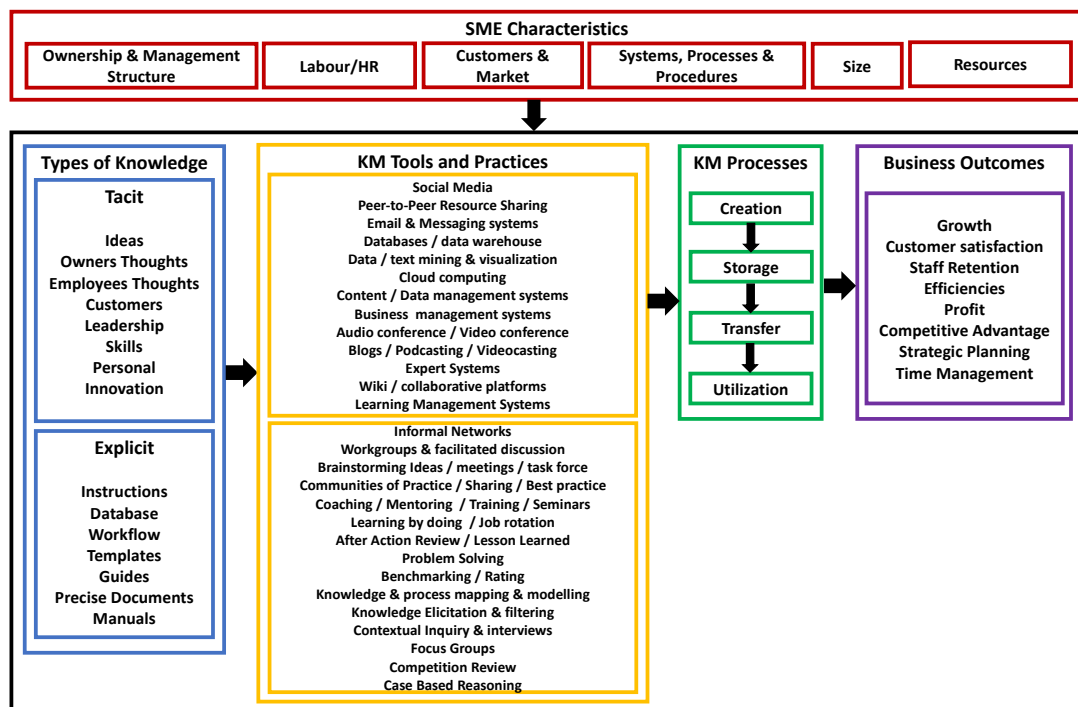 SME Characteristics
Ownership & Management
Structure
Labour/HR
Customers &
Market
Systems, Processes &
Procedures
Size
Resources
Types of Knowledge
Tacit
Ideas
Owners Thoughts
Employees Thoughts
Customers
Leadership
Skills
Personal
Innovation
Explicit
Instructions
Database
Workflow
Templates
Guides
Precise Documents
Manuals
KM Tools and Practices
Social Media
Peer-to-Peer Resource Sharing
Email & Messaging systems
Databases / data warehouse
Data / text mining & visualization
Cloud computing
Content / Data management systems
Business management systems
Audio conference / Video conference
Blogs / Podcasting / Videocasting
Expert Systems
Wiki / collaborative platforms
Learning Management Systems
Informal Networks
Workgroups & facilitated discussion
Brainstorming Ideas / meetings / task force
Communities of Practice / Sharing / Best practice
Coaching / Mentoring / Training / Seminars
Learning by doing / Job rotation
After Action Review / Lesson Learned
Problem Solving
Benchmarking / Rating
Knowledge & process mapping & modelling
Knowledge Elicitation & filtering
Contextual Inquiry & interviews
Focus Groups
Competition Review
Case Based Reasoning
KM Processes
Creation
Storage
Transfer
Utilization
Business Outcomes
Growth
Customer satisfaction
Staff Retention
Efficiencies
Profit
Competitive Advantage
Strategic Planning
Time Management